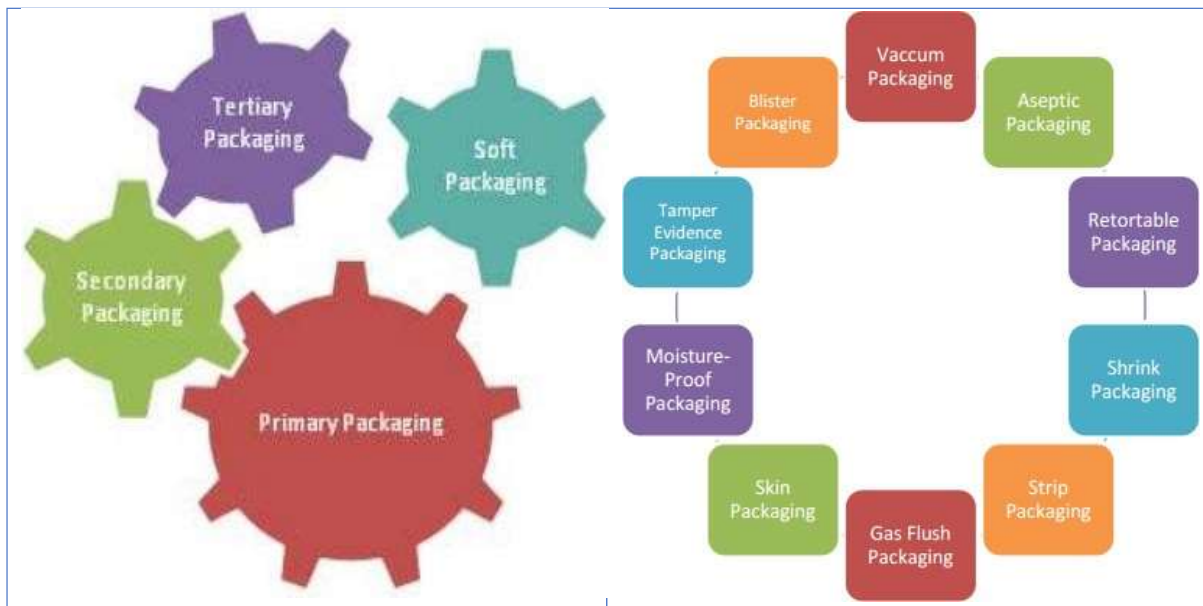 Tertiary
Packaging
Soft
Packaging
Secondary
Packaging
Primary Packaging
Vaccum
Packaging
Aseptic
Packaging
Retortable
Packaging
Shrink
Packaging
Strip
Packaging
Gas Flush
Packaging
Skin
Packaging
Moisture-
Proof
Packaging
Tamper
Evidence
Packaging
Blister
Packaging